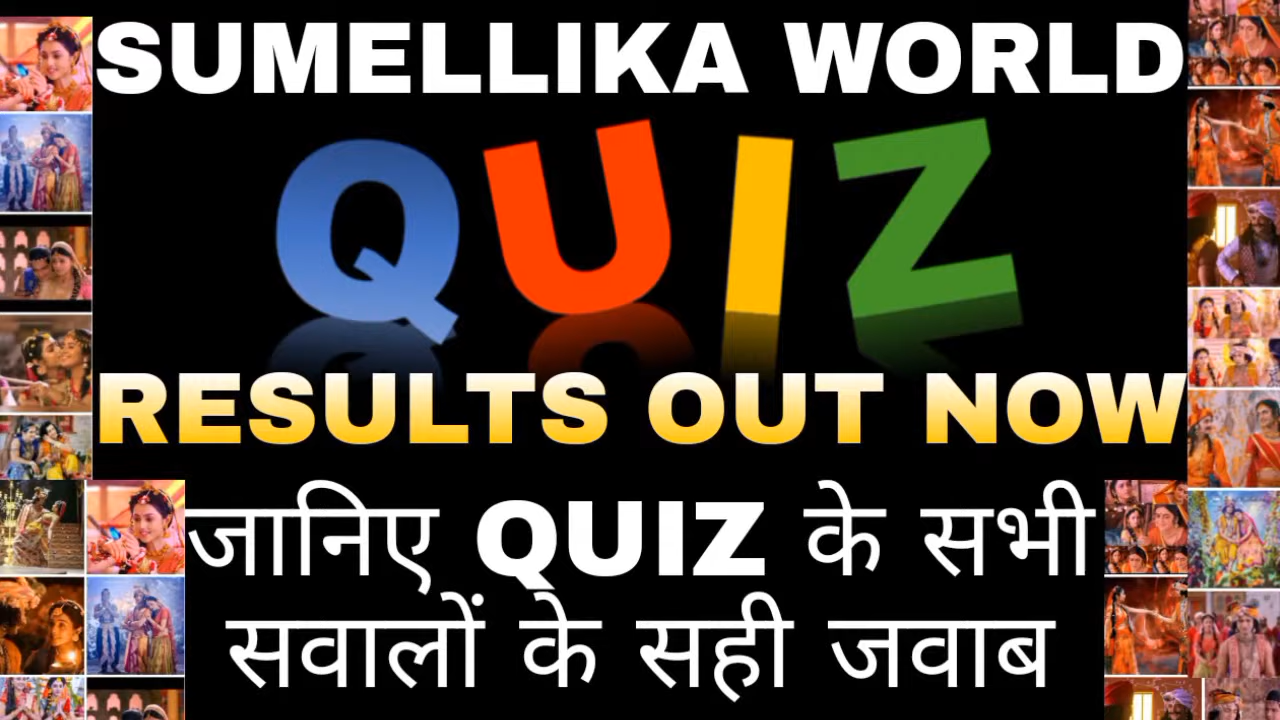 SUMELLIKA WORLD
QUIZ
RESULTS OUT NOW
जानिए QUIZ के सभी
सवालों के सही जवाब